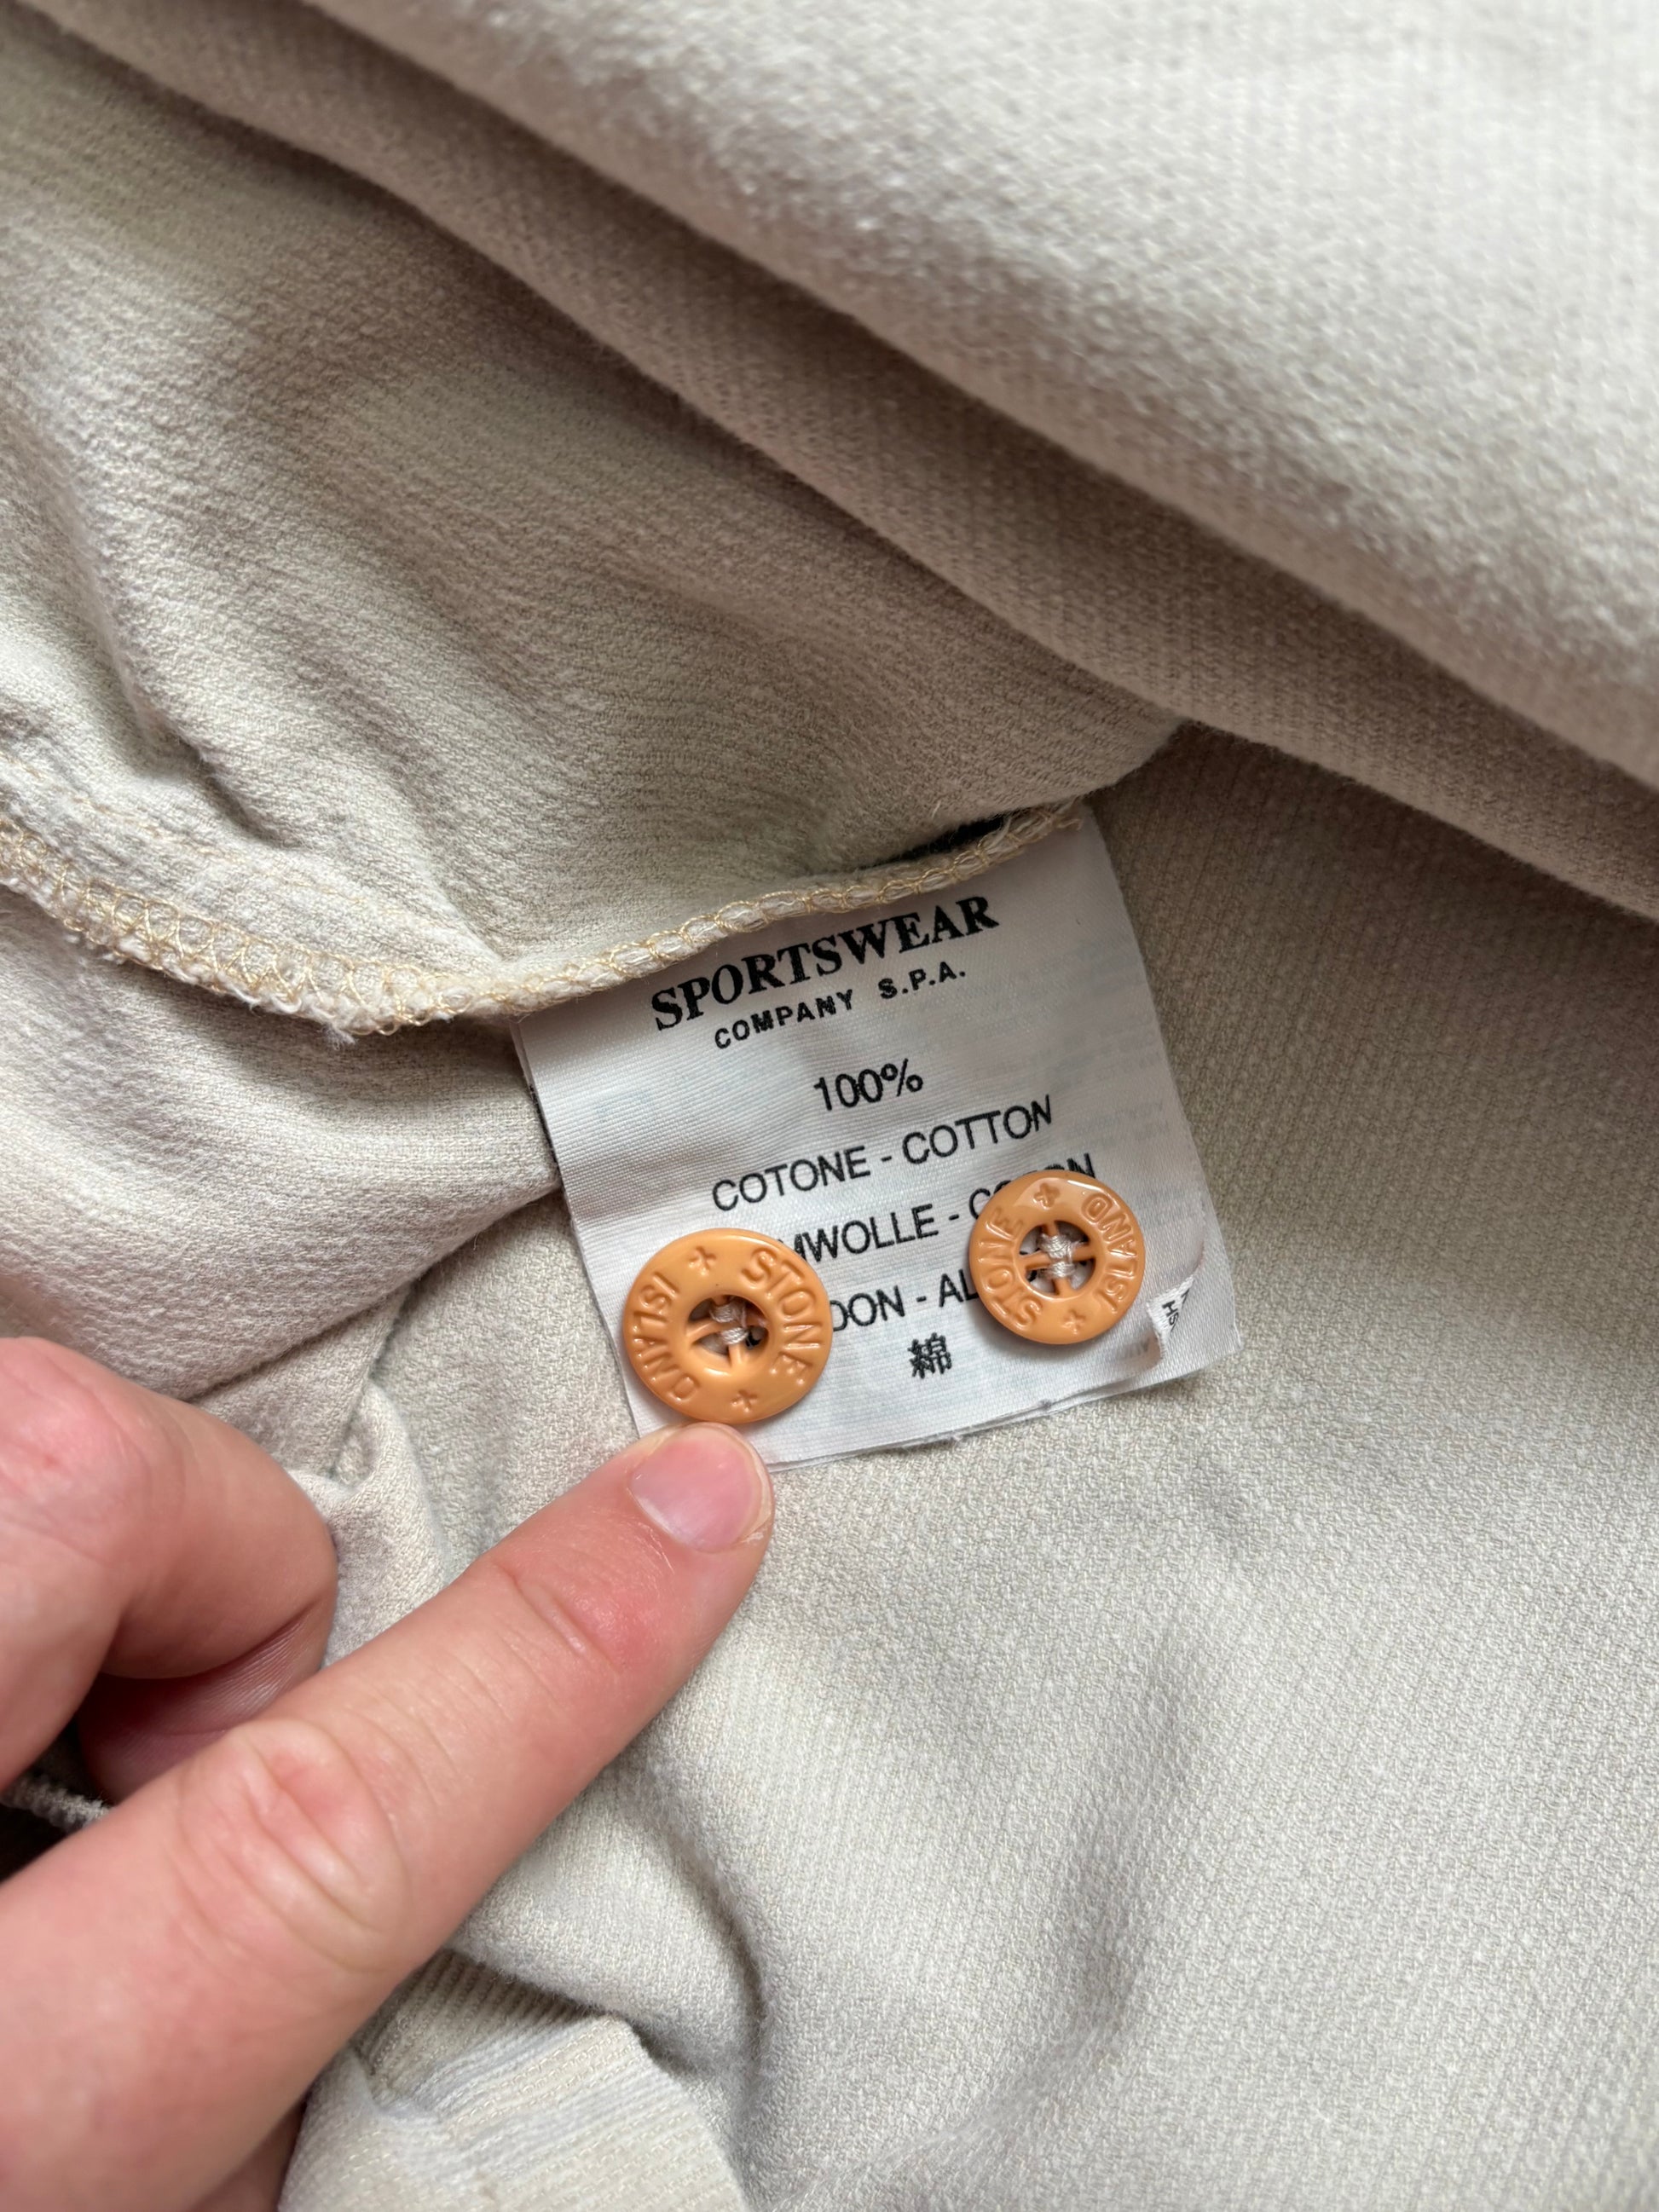 SPORTSWEAR
COMPANY S.P.A.
100%
COTONE - COTTON
STONE ISLAND
STONE ISLAND
綿